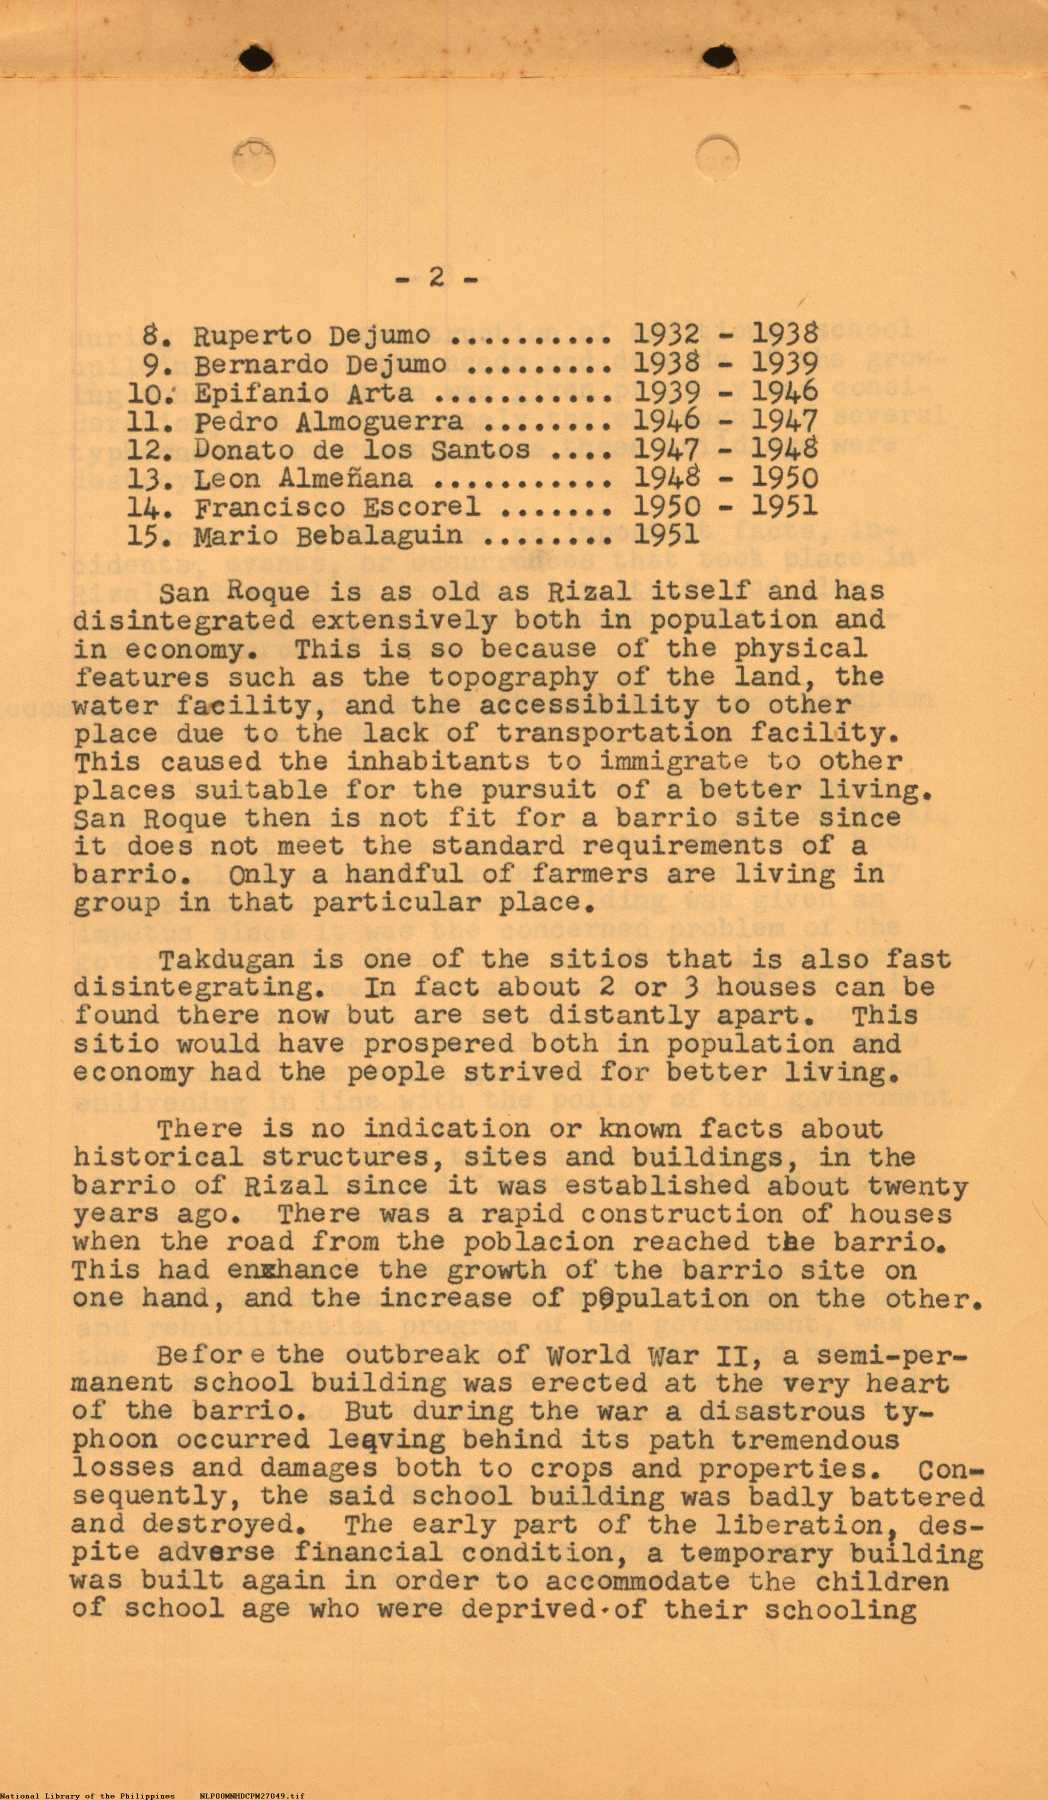 - 2 -
8. Ruperto Dejumo .......... 1932 - 1938
9. Bernardo Dejumo ......... 1938 - 1939
10. Epifanio Arta ........... 1939 - 1946
11. Pedro Almoguerra ........ 1946 - 1947
12. Donato de los Santos .... 1947 - 1948
13. Leon Almeñana ........... 1948 - 1950
14. Francisco Escorel ....... 1950 - 1951
15. Mario Bebalaguin ........ 1951
San Roque is as old as Rizal itself and has
disintegrated extensively both in population and
in economy. This is so because of the physical
features such as the topography of the land, the
water facility, and the accessibility to other
place due to the lack of transportation facility.
This caused the inhabitants to immigrate to other
places suitable for the pursuit of a better living.
San Roque then is not fit for a barrio site since
it does not meet the standard requirements of a
barrio. Only a handful of farmers are living in
group in that particular place.
Takdugan is one of the sitios that is also fast
disintegrating. In fact about 2 or 3 houses can be
found there now but are set distantly apart. This
sitio would have prospered both in population and
economy had the people strived for better living.
There is no indication or known facts about
historical structures, sites and buildings, in the
barrio of Rizal since it was established about twenty
years ago. There was a rapid construction of houses
when the road from the poblacion reached the barrio.
This had enxhance the growth of the barrio site on
one hand, and the increase of population on the other.
Before the outbreak of World War II, a semi-per-
manent school building was erected at the very heart
of the barrio. But during the war a disastrous ty-
phoon occurred leaving behind its path tremendous
losses and damages both to crops and properties. Con-
sequently, the said school building was badly battered
and destroyed. The early part of the liberation, des-
pite adverse financial condition, a temporary building
was built again in order to accommodate the children
of school age who were deprived of their schooling
National Library of the Philippines NLP00MNHDCPM27049.tif